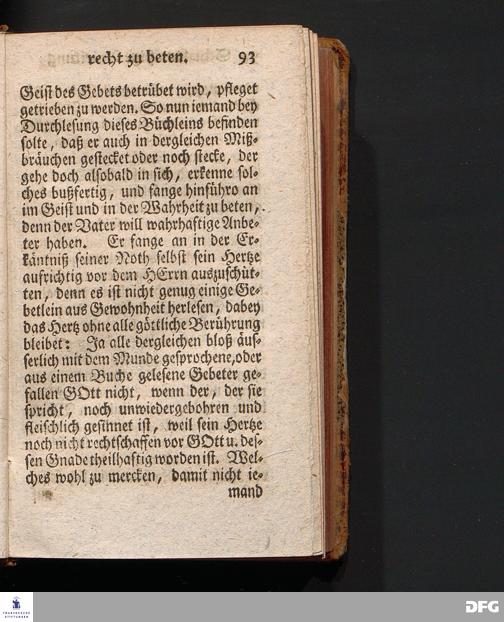 recht zu beten. 93
Geist des Gebets betrübet wird, pfleget
getrieben zu werden. So nun iemand bey
Durchlesung dieses Büchleins befinden
solte, daß er auch in dergleichen Miß-
bräuchen gestecket oder noch stecke, der
gehe doch alsobald in sich, erkenne sol-
ches bußfertig, und fange hinführo an
im Geist und in der Wahrheit zu beten,
denn der Vater will wahrhaftige Anbe-
ter haben. Er fange an in der Er-
käntniß seiner Noth selbst sein Hertze
aufrichtig vor dem HErrn auszuschüt-
ten, denn es ist nicht genug einige Ge-
betlein aus Gewohnheit herlesen, dabey
das Hertz ohne alle göttliche Berührung
bleibet: Ja alle dergleichen bloß äus-
serlich mit dem Munde gesprochene, oder
aus einem Buche gelesene Gebeter ge-
fallen GOtt nicht, wenn der, der sie
spricht, noch unwiedergebohren und
fleischlich gesinnet ist, weil sein Hertze
noch nicht rechtschaffen vor GOtt u. des-
sen Gnade theilhaftig worden ist. Wel-
ches wohl zu mercken, damit nicht ie-
mand
FRANCKESCHE
STIFTUNGEN
DFG